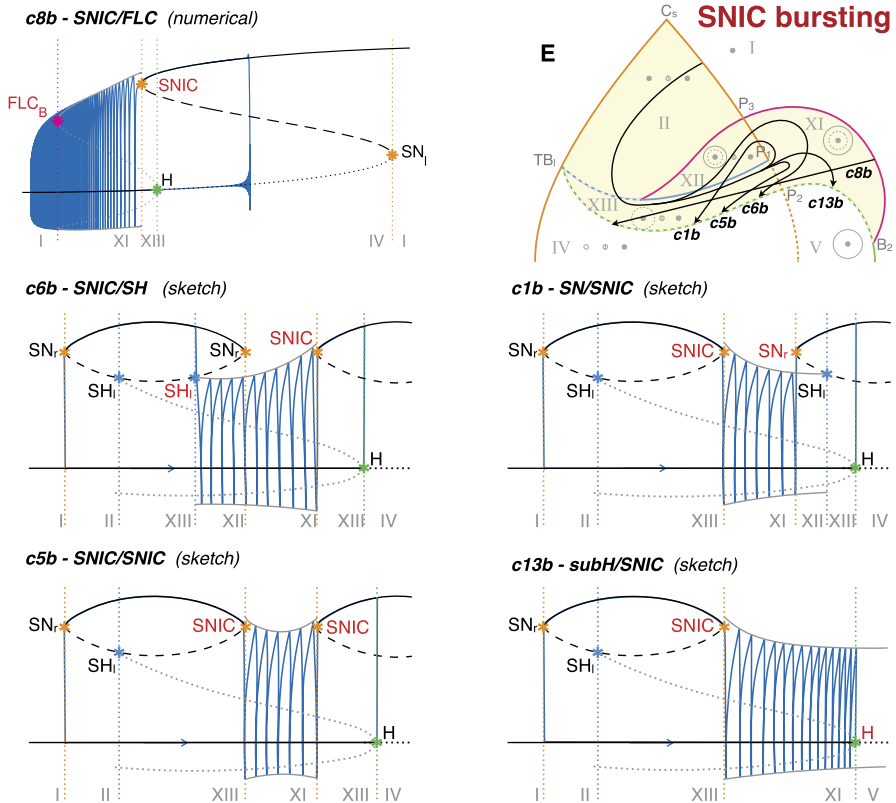 SNIC bursting
c8b - SNIC/FLC (numerical)
FLC_B
SNIC
H
SN_l
I XI XIII IV I
E
C_s
I
II
P_3
XI
TB_l
P_1
XII
c8b
XIII
P_2
c13b
c6b
c5b
c1b
IV
V
B_2
c6b - SNIC/SH (sketch)
SN_r
SH_l
SH_l
SN_r
SNIC
H
I II XIII XII XI XIII IV
c1b - SN/SNIC (sketch)
SN_r
SH_l
SNIC
SN_r
SH_l
H
I II XIII XI XII XIII IV
c5b - SNIC/SNIC (sketch)
SN_r
SH_l
SNIC
SNIC
H
I II XIII XI XIII IV
c13b - subH/SNIC (sketch)
SN_r
SH_l
SNIC
H
I II XIII XI V